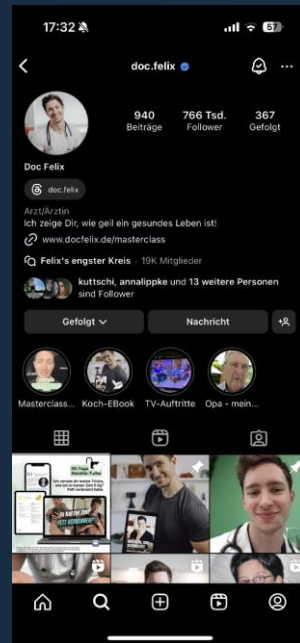 17:32
57
doc.felix
940
Beiträge
766 Tsd.
Follower
367
Gefolgt
Doc Felix
doc.felix
Arzt/Ärztin
Ich zeige Dir, wie geil ein gesundes Leben ist!
www.docfelix.de/masterclass
Felix's engster Kreis · 19K Mitglieder
kuttschi, annalippke und 13 weitere Personen
sind Follower
Gefolgt
Nachricht
Masterclass...
Koch-EBook
TV-Auftritte
Opa - mein...
FETT VERBRENNT